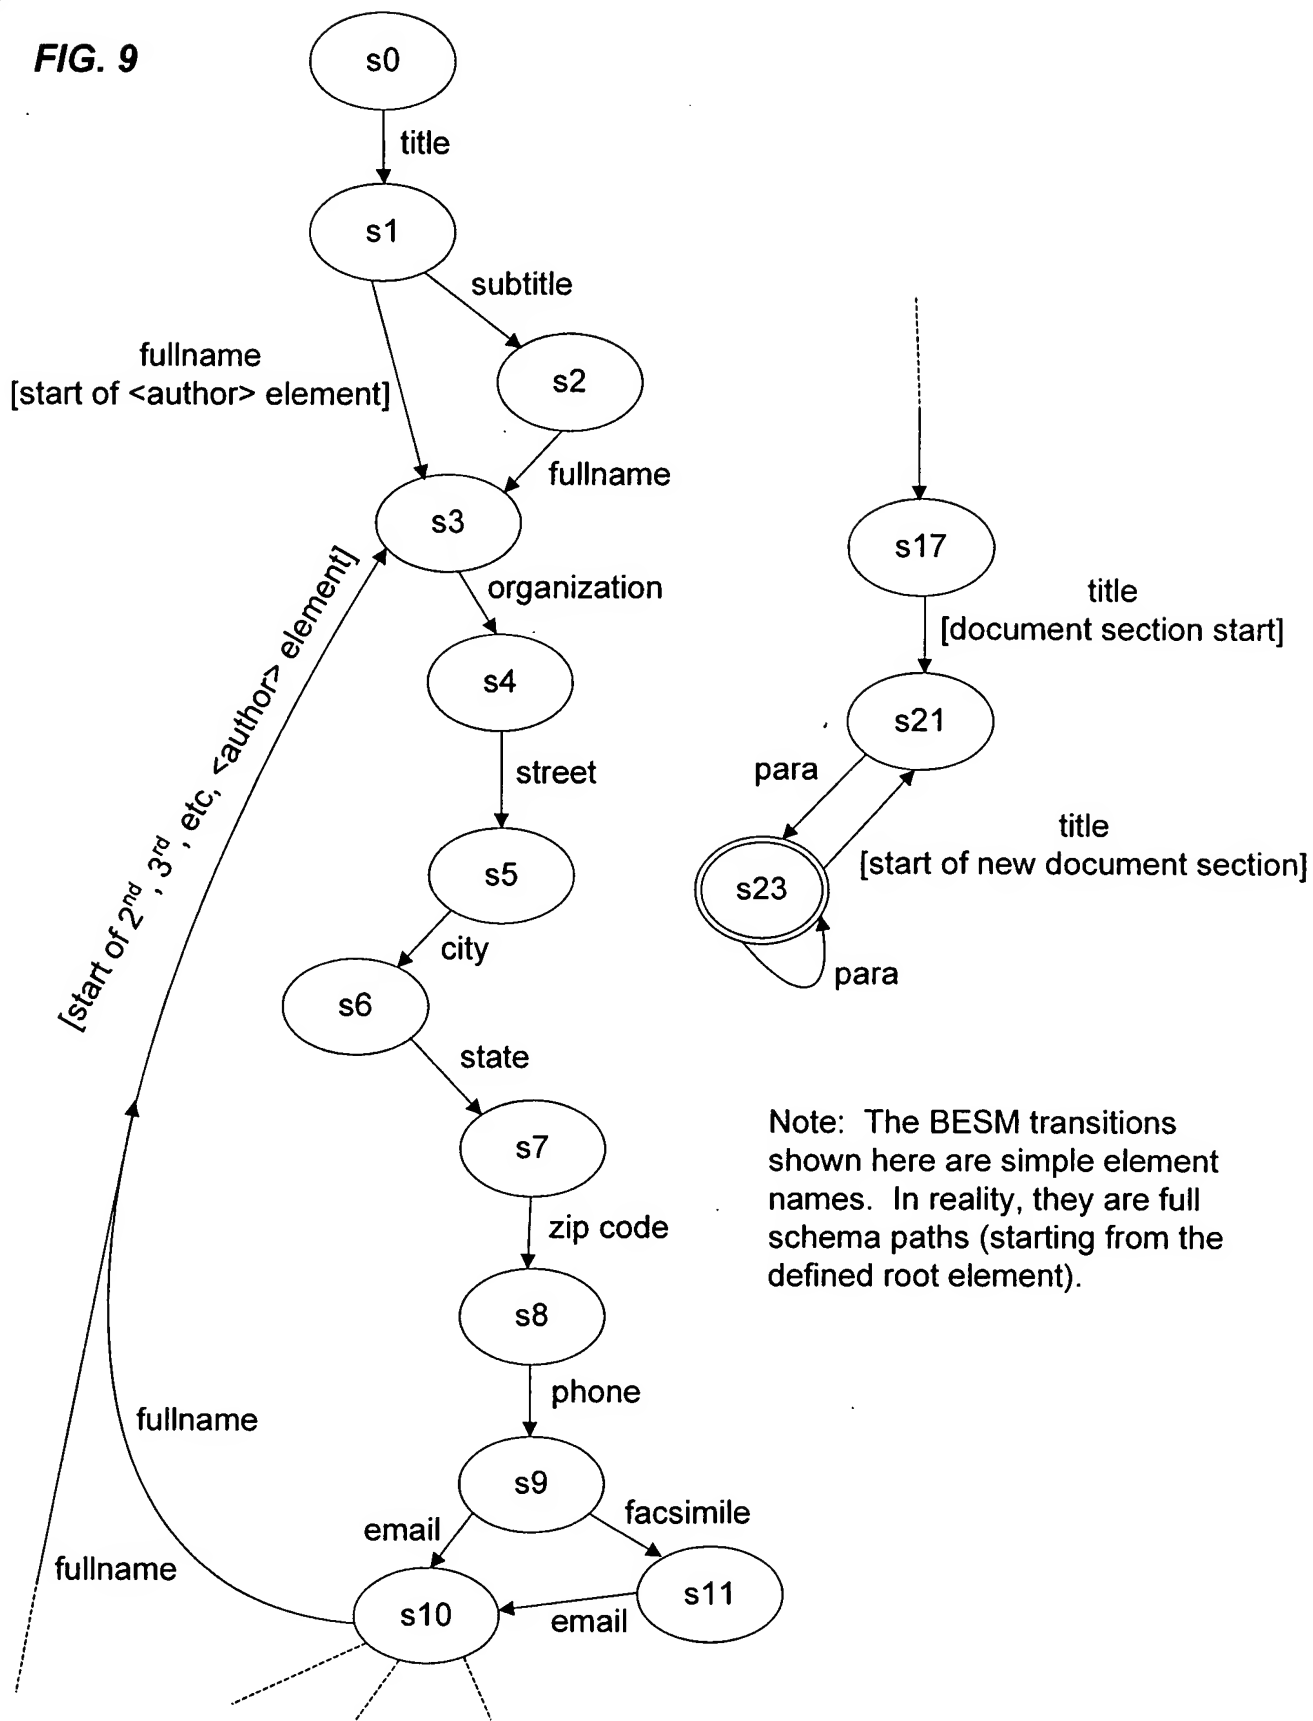 FIG. 9
s0
title
s1
subtitle
fullname
[start of <author> element]
s2
fullname
s3
organization
s4
street
s5
city
s6
state
s7
zip code
s8
phone
s9
email
facsimile
s10
email
s11
fullname
fullname
[start of 2nd, 3rd, etc, <author> element]
s17
title
[document section start]
s21
para
title
[start of new document section]
s23
para
Note: The BESM transitions
shown here are simple element
names. In reality, they are full
schema paths (starting from the
defined root element).